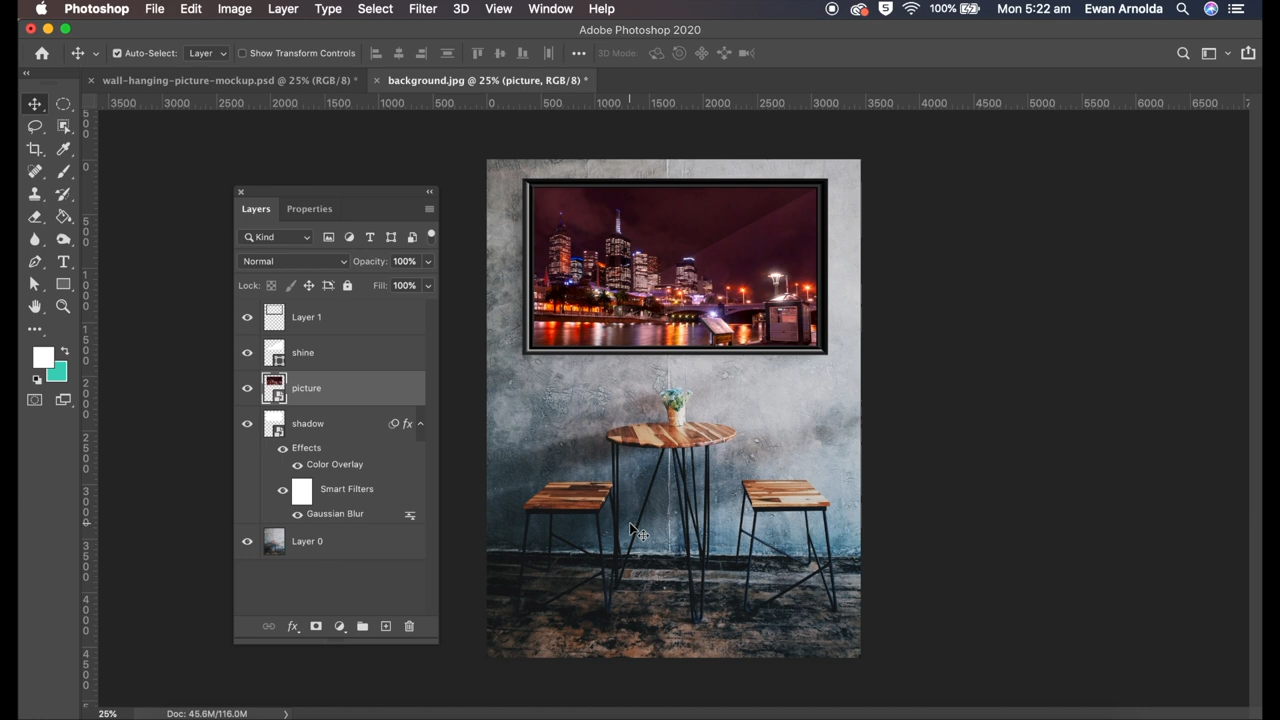 Photoshop File Edit Image Layer Type Select Filter 3D View Window Help 100% Mon 5:22 am Ewan Arnolda
Adobe Photoshop 2020
Auto-Select: Layer Show Transform Controls 3D Mode:
wall-hanging-picture-mockup.psd @ 25% (RGB/8) * background.jpg @ 25% (picture, RGB/8) *
3500 3000 2500 2000 1500 1000 500 0 500 1000 1500 2000 2500 3000 3500 4000 4500 5000 5500 6000 6500
Layers Properties
Kind
Normal Opacity: 100%
Lock: Fill: 100%
Layer 1
shine
picture
shadow fx
Effects
Color Overlay
Smart Filters
Gaussian Blur
Layer 0
fx
25% Doc: 45.6M/116.0M